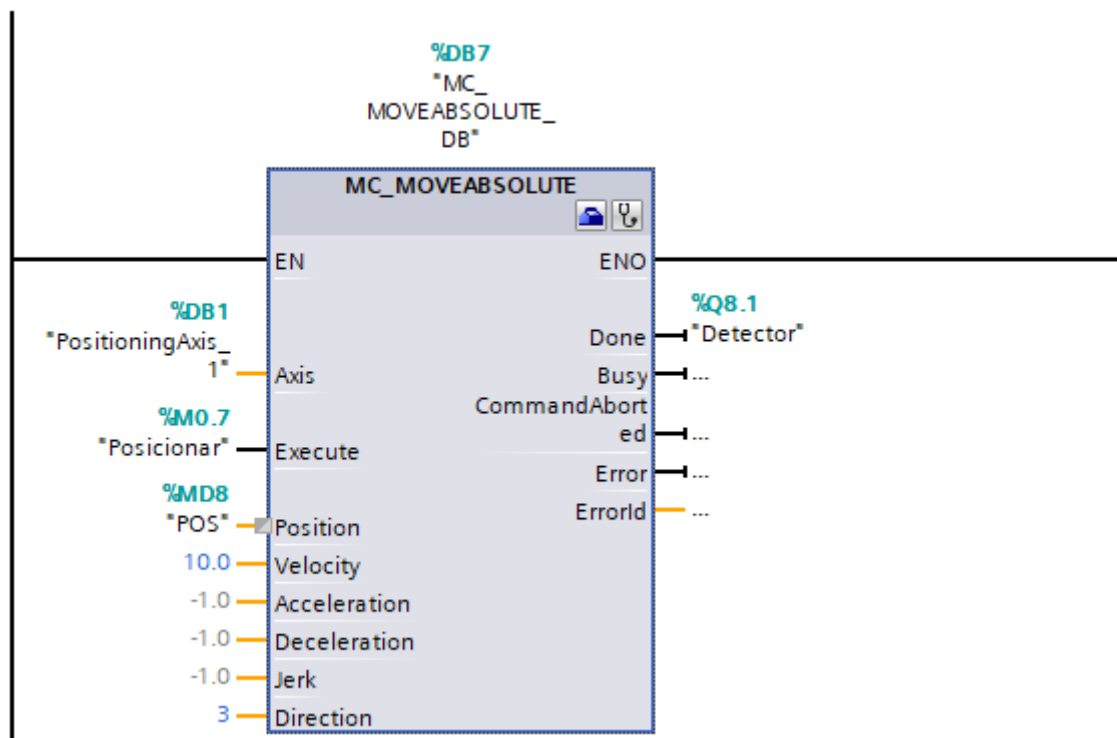 %DB7
"MC_
MOVEABSOLUTE_
DB"
MC_MOVEABSOLUTE
EN
ENO
%DB1
"PositioningAxis_
1"
Axis
%M0.7
"Posicionar"
Execute
%MD8
"POS"
Position
10.0
Velocity
-1.0
Acceleration
-1.0
Deceleration
-1.0
Jerk
3
Direction
%Q8.1
Done
"Detector"
Busy
...
CommandAbort
ed
...
Error
...
ErrorId
...